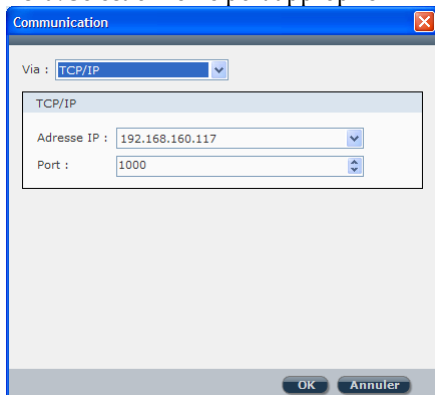 Communication
Via : TCP/IP
TCP/IP
Adresse IP : 192.168.160.117
Port : 1000
OK Annuler